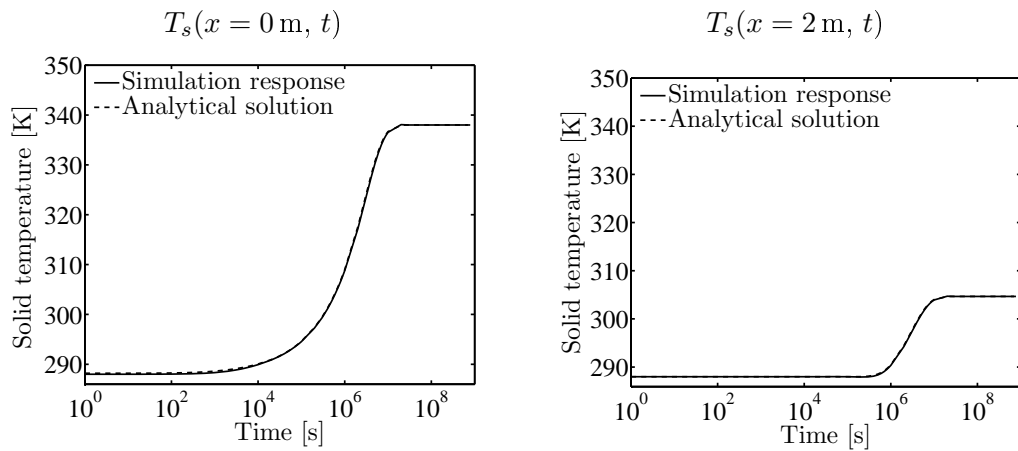 T_s(x = 0 m, t)
350
Simulation response
Analytical solution
340
330
320
310
300
290
Solid temperature [K]
10^0 10^2 10^4 10^6 10^8
Time [s]
T_s(x = 2 m, t)
350
Simulation response
Analytical solution
340
330
320
310
300
290
Solid temperature [K]
10^0 10^2 10^4 10^6 10^8
Time [s]